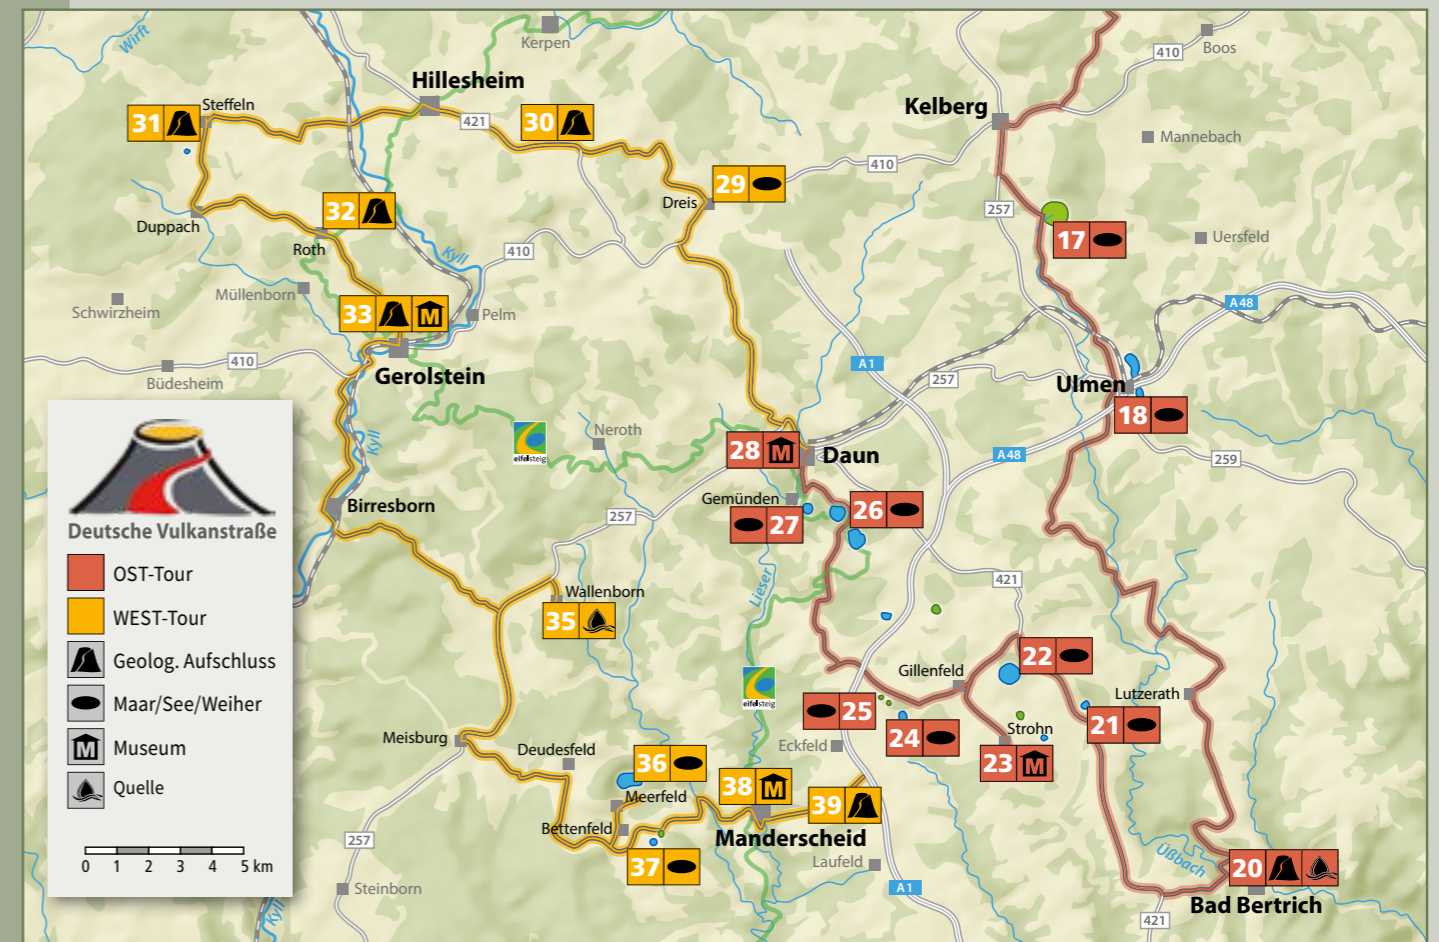 Wirft
Kerpen
Boos
410
Hillesheim
Steffeln
31
421
30
Kelberg
Mannebach
410
29
Dreis
257
32
Duppach
Roth
17
Uersfeld
Kyll
410
Müllenborn
Schwirzheim
33 M
Pelm
A 48
410
Büdesheim
Gerolstein
A1
257
Ulmen
18
Kyll
eifelsteig
Neroth
28 M
Daun
A 48
259
Deutsche Vulkanstraße
OST-Tour
WEST-Tour
Geolog. Aufschluss
Maar/See/Weiher
M Museum
Quelle
0 1 2 3 4 5 km
Birresborn
257
Gemünden
27
26
Lieser
421
Wallenborn
35
eifelsteig
Gillenfeld
22
Lutzerath
25
24
Strohn
21
23 M
Eckfeld
Meisburg
Deudesfeld
36
Meerfeld
38 M
39
Bettenfeld
Manderscheid
37
Laufeld
257
Steinborn
Kyll
A1
Üßbach
20
Bad Bertrich
421